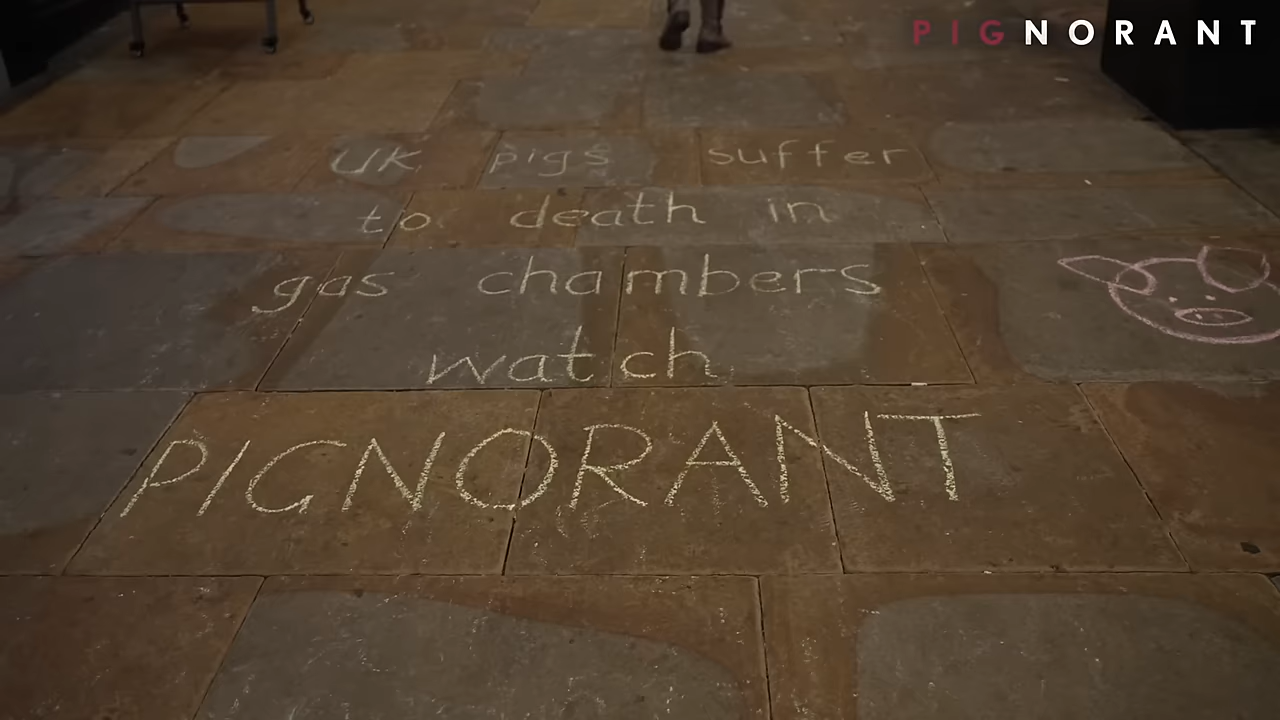 PIGNORANT
UK pigs suffer
to death in
gas chambers
watch
PIGNORANT